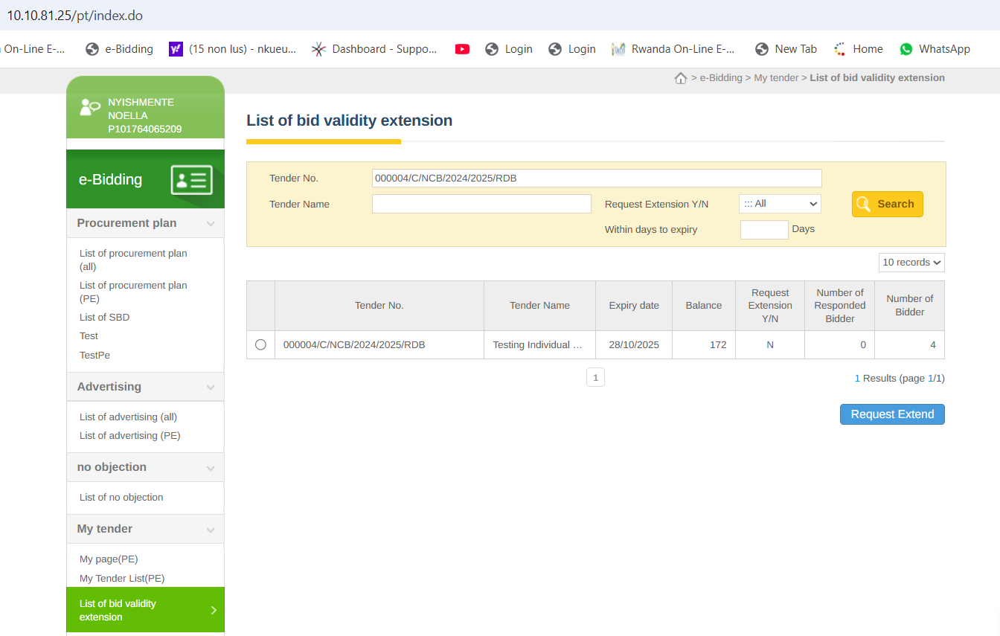 10.10.81.25/pt/index.do
On-Line E-...
e-Bidding
(15 non lus) - nkueu...
Dashboard - Suppo...
Login
Login
Rwanda On-Line E-...
New Tab
Home
WhatsApp
> e-Bidding > My tender > List of bid validity extension
NYISHMENTE
NOELLA
P101764065209
e-Bidding
Procurement plan
List of procurement plan
(all)
List of procurement plan
(PE)
List of SBD
Test
TestPe
Advertising
List of advertising (all)
List of advertising (PE)
no objection
List of no objection
My tender
My page(PE)
My Tender List(PE)
List of bid validity
extension
List of bid validity extension
Tender No.
000004/C/NCB/2024/2025/RDB
Tender Name
Request Extension Y/N
::: All
Search
Within days to expiry
Days
10 records
Tender No.
Tender Name
Expiry date
Balance
Request
Extension
Y/N
Number of
Responded
Bidder
Number of
Bidder
000004/C/NCB/2024/2025/RDB
Testing Individual ...
28/10/2025
172
N
0
4
1
1 Results (page 1/1)
Request Extend